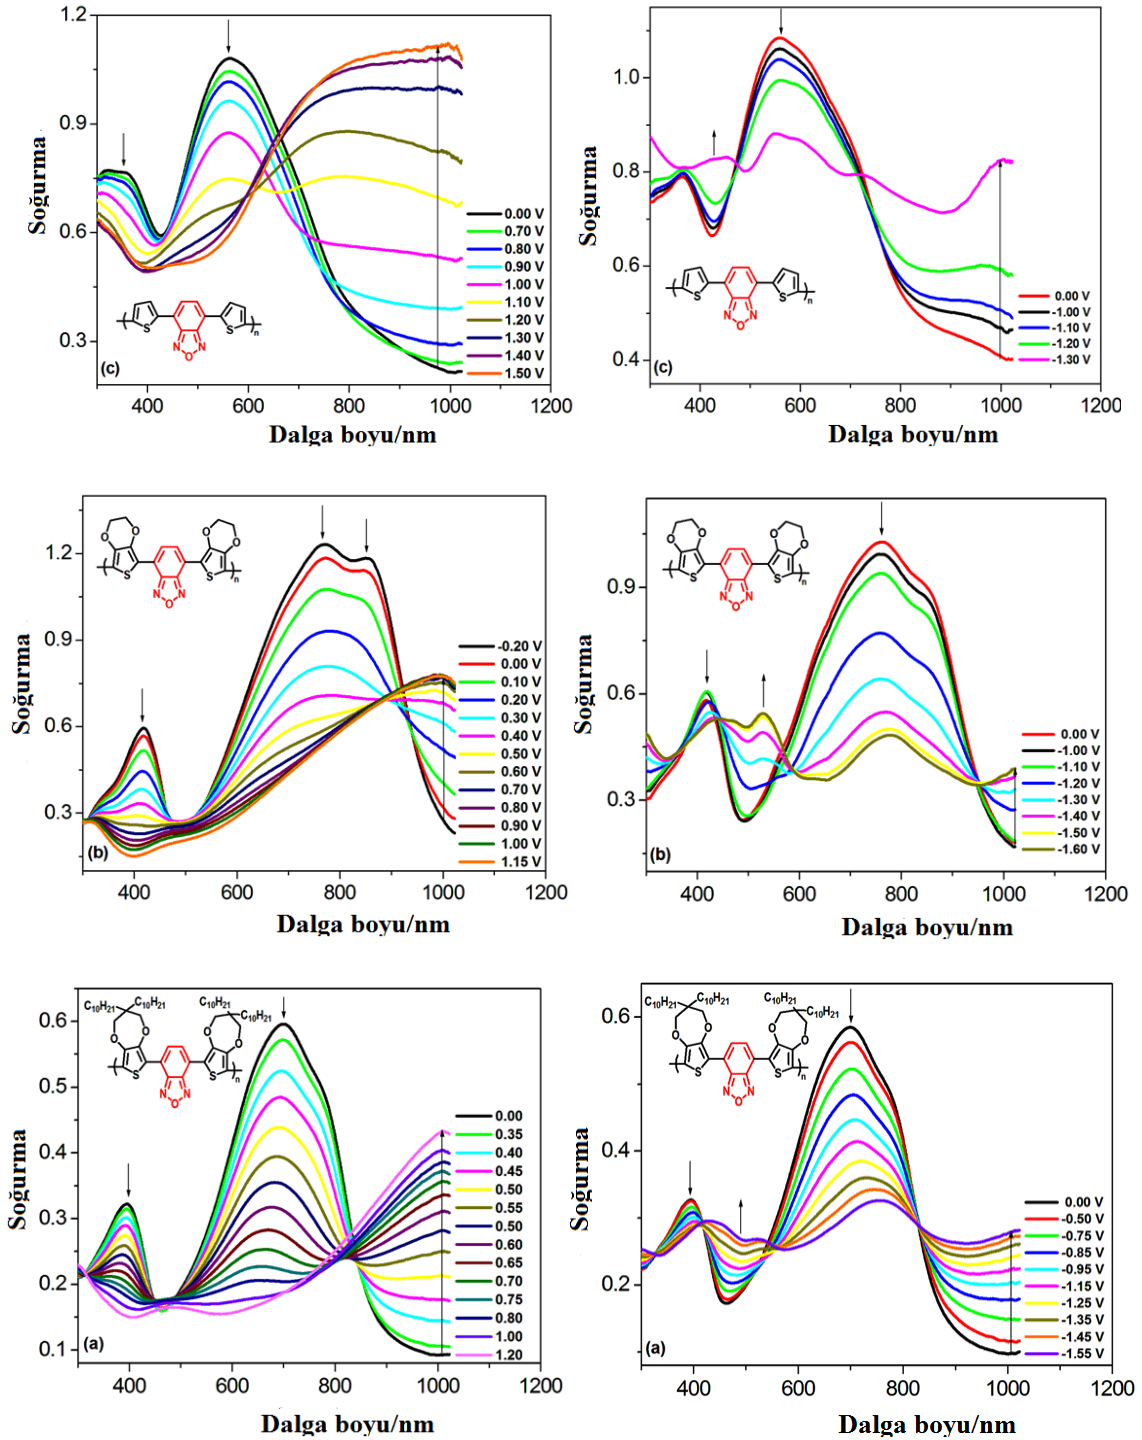 1.2
0.9
0.6
0.3
Soğurma
S
N
O
N
S
n
(c)
0.00 V
0.70 V
0.80 V
0.90 V
1.00 V
1.10 V
1.20 V
1.30 V
1.40 V
1.50 V
400 600 800 1000 1200
Dalga boyu/nm
1.0
0.8
0.6
0.4
Soğurma
S
N
O
N
S
n
(c)
0.00 V
-1.00 V
-1.10 V
-1.20 V
-1.30 V
400 600 800 1000 1200
Dalga boyu/nm
1.2
0.9
0.6
0.3
Soğurma
O
O
O
O
S
S
n
N
N
O
(b)
-0.20 V
0.00 V
0.10 V
0.20 V
0.30 V
0.40 V
0.50 V
0.60 V
0.70 V
0.80 V
0.90 V
1.00 V
1.15 V
400 600 800 1000 1200
Dalga boyu/nm
0.9
0.6
0.3
Soğurma
O
O
O
O
S
S
n
N
N
O
(b)
0.00 V
-1.00 V
-1.10 V
-1.20 V
-1.30 V
-1.40 V
-1.50 V
-1.60 V
400 600 800 1000 1200
Dalga boyu/nm
0.6
0.5
0.4
0.3
0.2
0.1
Soğurma
C10H21
C10H21
C10H21
C10H21
O
O
O
O
S
S
n
N
N
O
(a)
0.00
0.35
0.40
0.45
0.50
0.55
0.50
0.60
0.65
0.70
0.75
0.80
1.00
1.20
400 600 800 1000 1200
Dalga boyu/nm
0.6
0.4
0.2
Soğurma
C10H21
C10H21
C10H21
C10H21
O
O
O
O
S
S
n
N
N
O
(a)
0.00 V
-0.50 V
-0.75 V
-0.85 V
-0.95 V
-1.15 V
-1.25 V
-1.35 V
-1.45 V
-1.55 V
400 600 800 1000 1200
Dalga boyu/nm